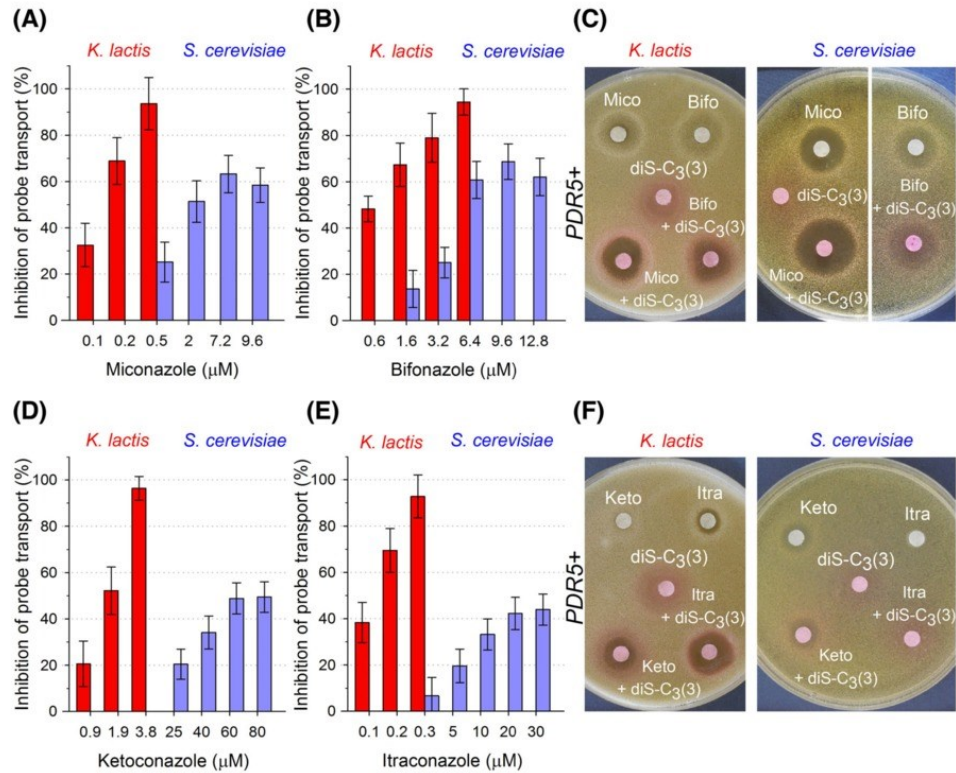 (A)
K. lactis S. cerevisiae
Inhibition of probe transport (%)
100
80
60
40
20
0
0.1 0.2 0.5 2 7.2 9.6
Miconazole (µM)
(B)
K. lactis S. cerevisiae
Inhibition of probe transport (%)
100
80
60
40
20
0
0.6 1.6 3.2 6.4 9.6 12.8
Bifonazole (µM)
(C)
K. lactis S. cerevisiae
PDR5+
Mico Bifo
diS-C3(3)
Bifo
+ diS-C3(3)
Mico
+ diS-C3(3)
Mico Bifo
diS-C3(3)
Bifo
+ diS-C3(3)
Mico
+ diS-C3(3)
(D)
K. lactis S. cerevisiae
Inhibition of probe transport (%)
100
80
60
40
20
0
0.9 1.9 3.8 25 40 60 80
Ketoconazole (µM)
(E)
K. lactis S. cerevisiae
Inhibition of probe transport (%)
100
80
60
40
20
0
0.1 0.2 0.3 5 10 20 30
Itraconazole (µM)
(F)
K. lactis S. cerevisiae
PDR5+
Keto Itra
diS-C3(3)
Itra
+ diS-C3(3)
Keto
+ diS-C3(3)
Keto Itra
diS-C3(3)
Itra
+ diS-C3(3)
Keto
+ diS-C3(3)